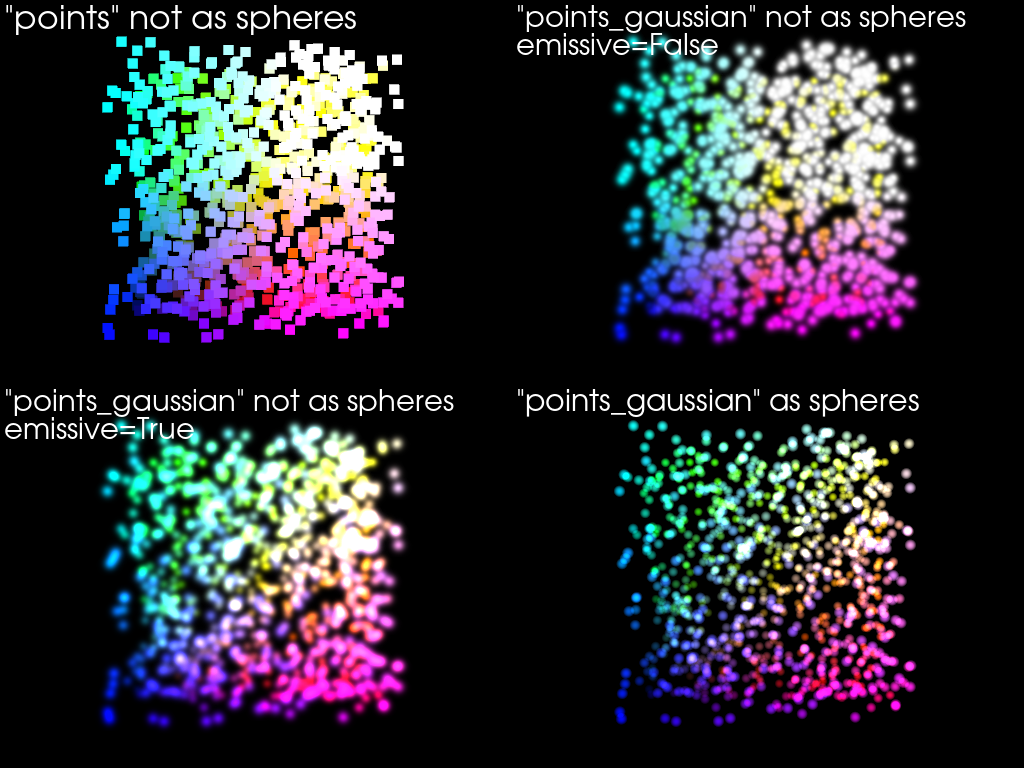 "points" not as spheres
"points_gaussian" not as spheres
emissive=False
"points_gaussian" not as spheres
emissive=True
"points_gaussian" as spheres